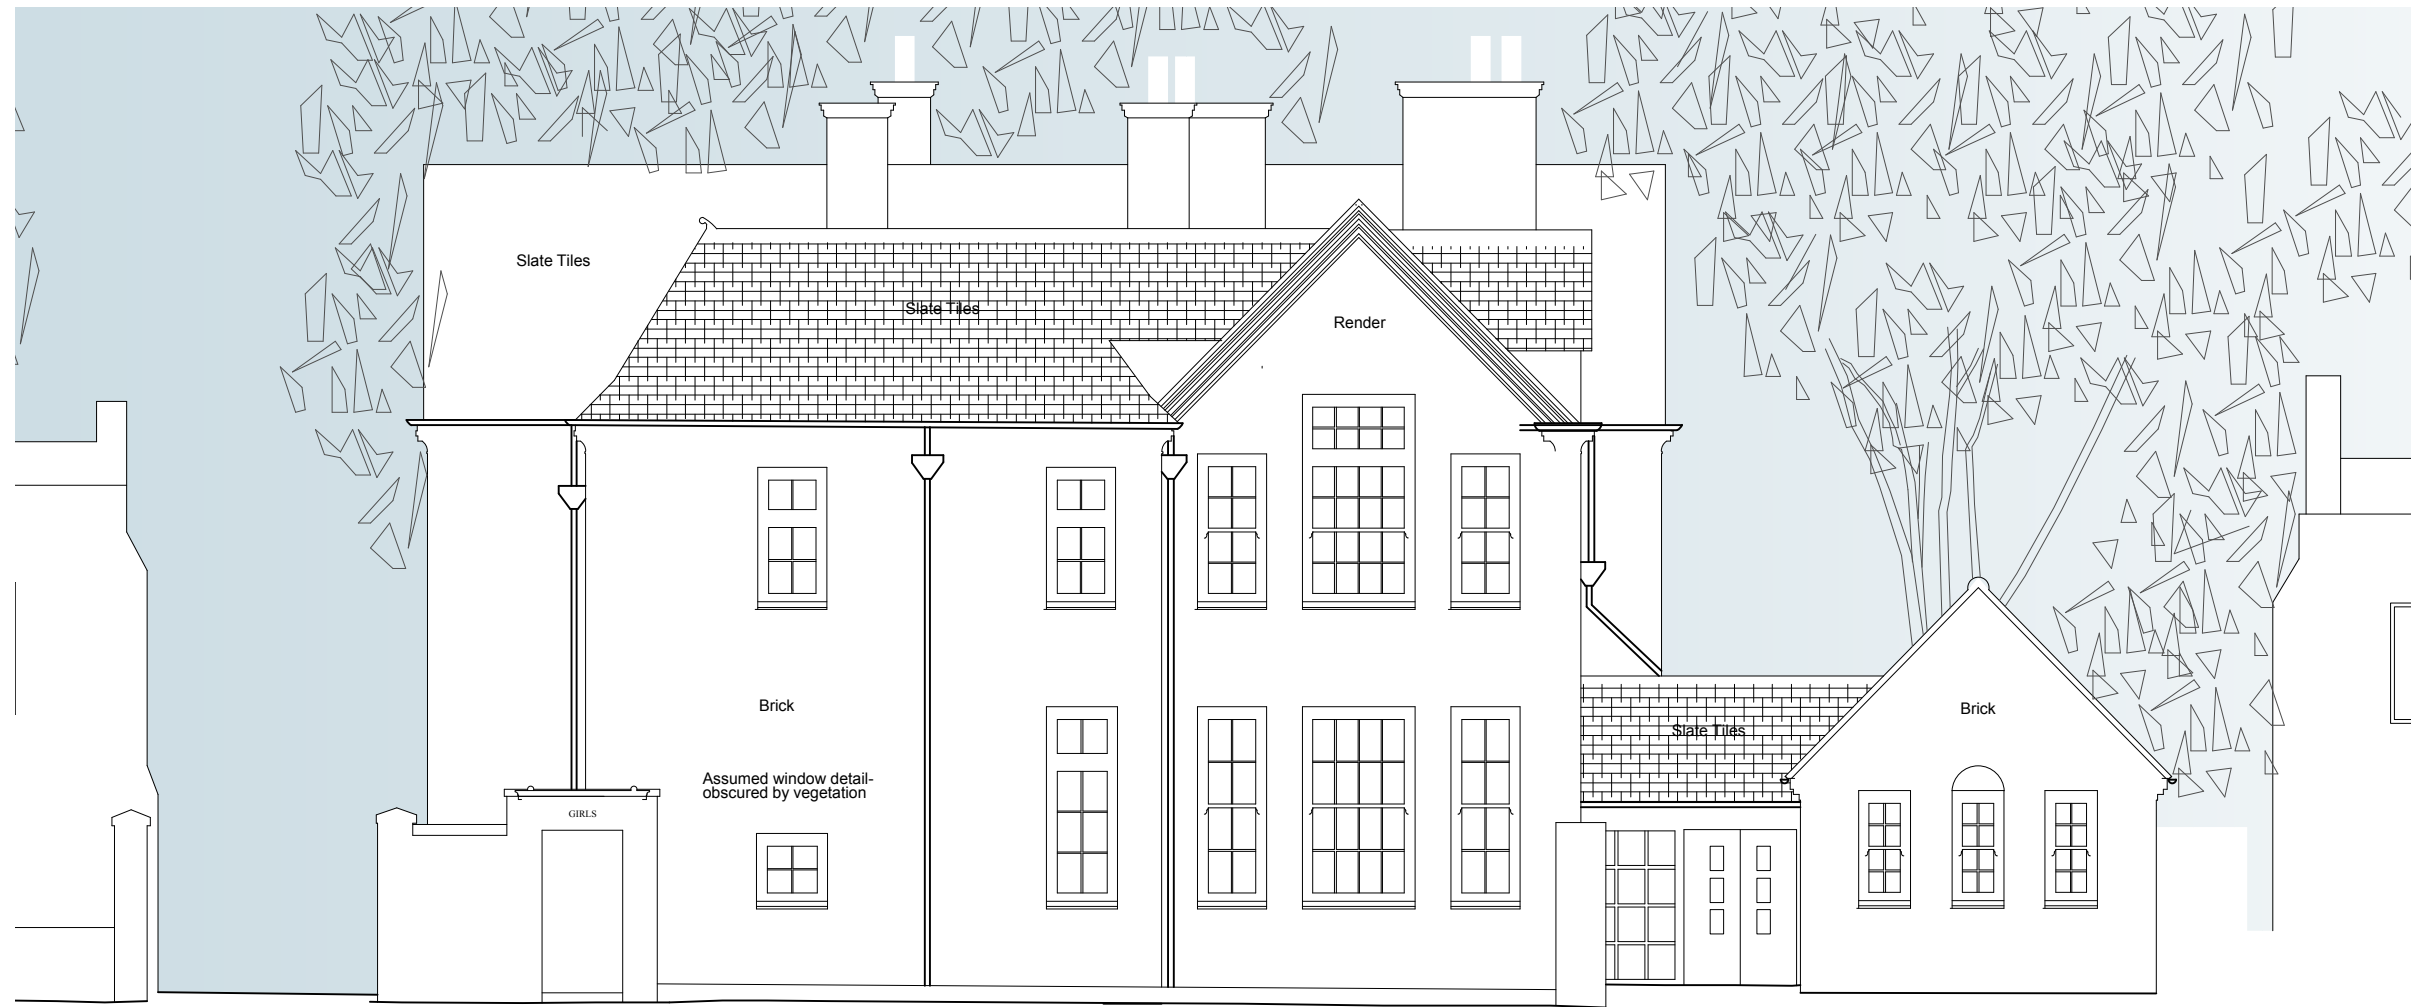 Slate Tiles
Slate Tiles
Render
Brick
Brick
Slate Tiles
Assumed window detail-
obscured by vegetation
GIRLS